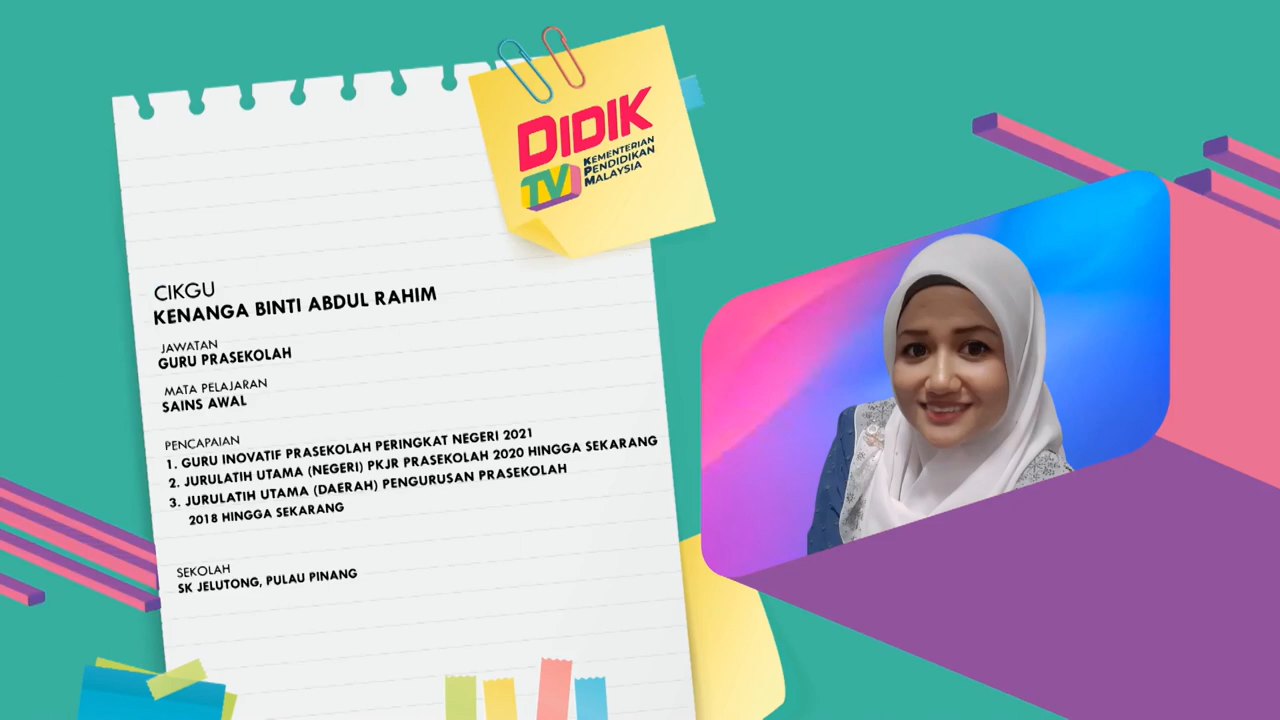 DIDIK
TV
KEMENTERIAN
PENDIDIKAN
MALAYSIA
CIKGU
KENANGA BINTI ABDUL RAHIM
JAWATAN
GURU PRASEKOLAH
MATA PELAJARAN
SAINS AWAL
PENCAPAIAN
1. GURU INOVATIF PRASEKOLAH PERINGKAT NEGERI 2021
2. JURULATIH UTAMA (NEGERI) PKJR PRASEKOLAH 2020 HINGGA SEKARANG
3. JURULATIH UTAMA (DAERAH) PENGURUSAN PRASEKOLAH
2018 HINGGA SEKARANG
SEKOLAH
SK JELUTONG, PULAU PINANG